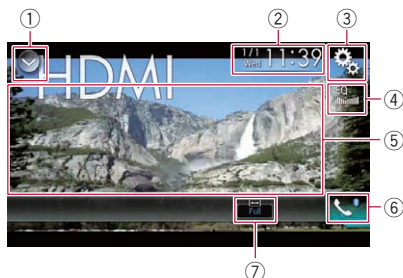 ① ② ③
HDMI
1/1 Wed 11:39
EQ
④
⑤
Full
⑥
⑦